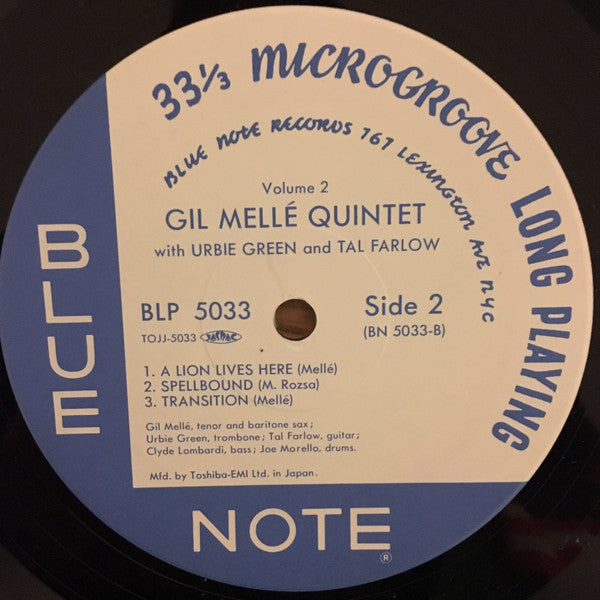 33⅓ MICROGROOVE LONG PLAYING
BLUE NOTE RECORDS 767 LEXINGTON AVE NYC
Volume 2
GIL MELLÉ QUINTET
with URBIE GREEN and TAL FARLOW
BLP 5033
Side 2
TOJJ-5033 JASRAC
(BN 5033-B)
1. A LION LIVES HERE (Mellé)
2. SPELLBOUND (M. Rozsa)
3. TRANSITION (Mellé)
Gil Mellé, tenor and baritone sax;
Urbie Green, trombone; Tal Farlow, guitar;
Clyde Lombardi, bass; Joe Morello, drums.
Mfd. by Toshiba-EMI Ltd. in Japan.
BLUE
NOTE ®